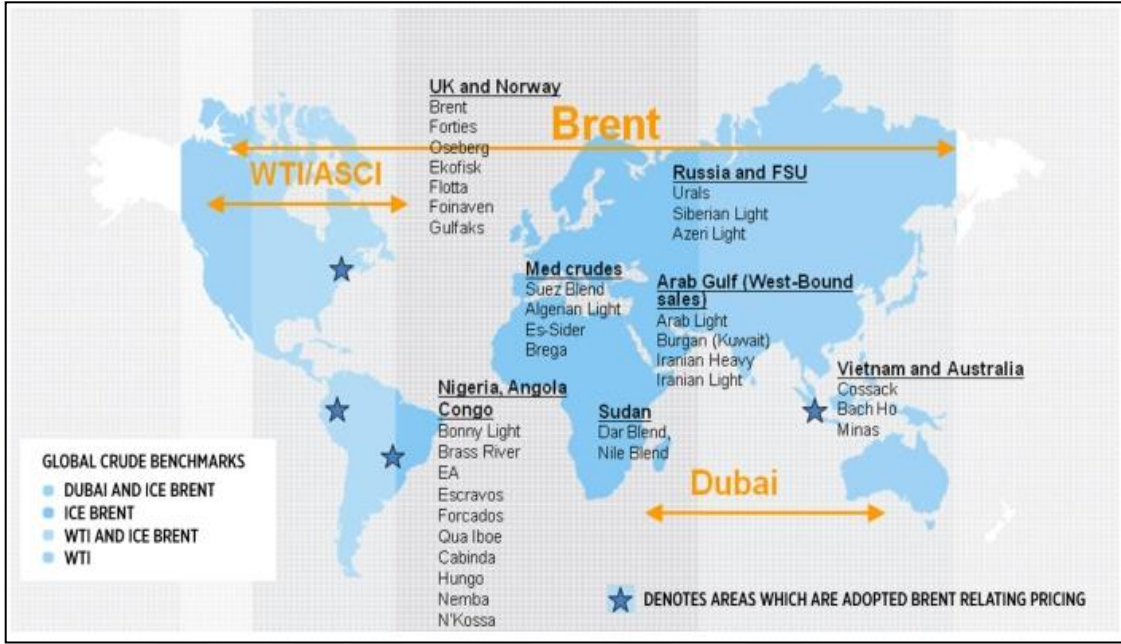 UK and Norway
Brent
Forties
Oseberg
Ekofisk
Flotta
Foinaven
Gulfaks
Brent
WTI/ASCI
Russia and FSU
Urals
Siberian Light
Azeri Light
Med crudes
Suez Blend
Algerian Light
Es-Sider
Brega
Arab Gulf (West-Bound
sales)
Arab Light
Burgan (Kuwait)
Iranian Heavy
Iranian Light
Vietnam and Australia
Cossack
Bach Ho
Minas
Nigeria, Angola
Congo
Bonny Light
Brass River
EA
Escravos
Forcados
Qua Iboe
Cabinda
Hungo
Nemba
N'Kossa
Sudan
Dar Blend,
Nile Blend
Dubai
GLOBAL CRUDE BENCHMARKS
DUBAI AND ICE BRENT
ICE BRENT
WTI AND ICE BRENT
WTI
DENOTES AREAS WHICH ARE ADOPTED BRENT RELATING PRICING